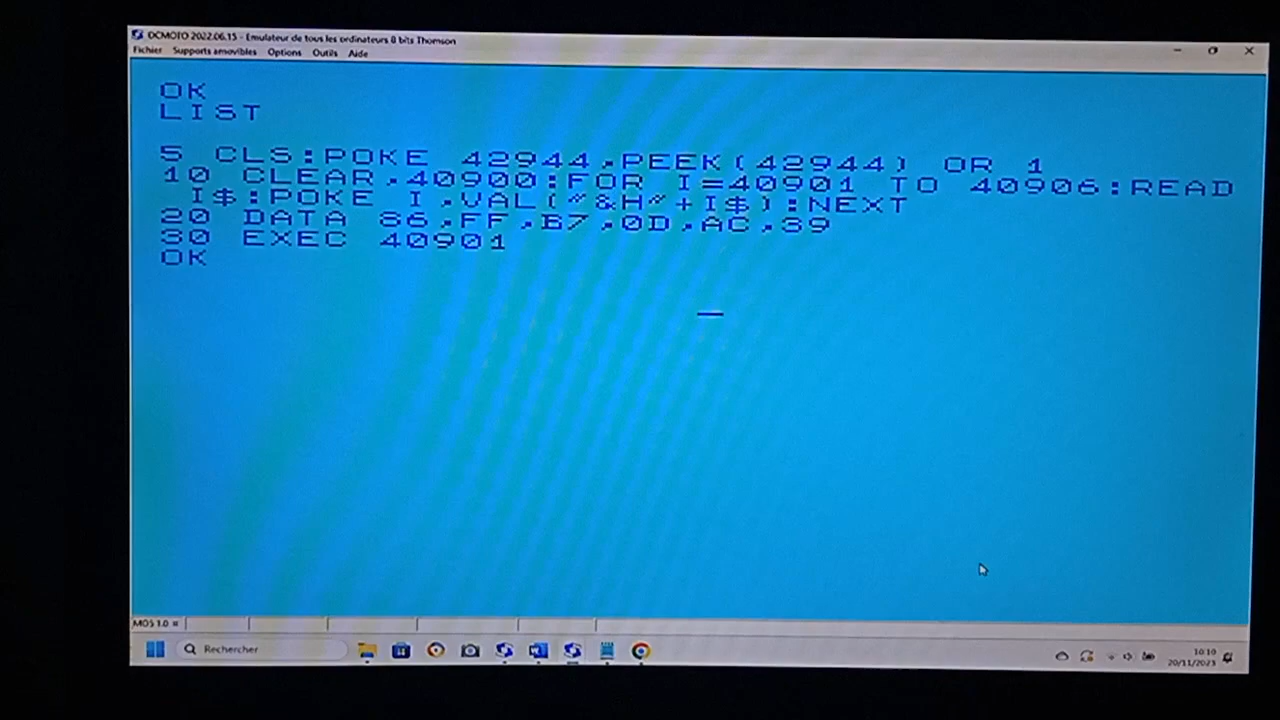 DCMOTO 2022.06.15 - Emulateur de tous les ordinateurs 8 bits Thomson
Fichier Supports amovibles Options Outils Aide
OK
LIST
5 CLS:POKE 42944,PEEK(42944) OR 1
10 CLEAR,40900:FOR I=40901 TO 40906:READ
I$:POKE I,VAL("&H"+I$):NEXT
20 DATA 86,FF,B7,0D,AC,39
30 EXEC 40901
OK
MO5 1.0
Rechercher
10:10
20/11/2023